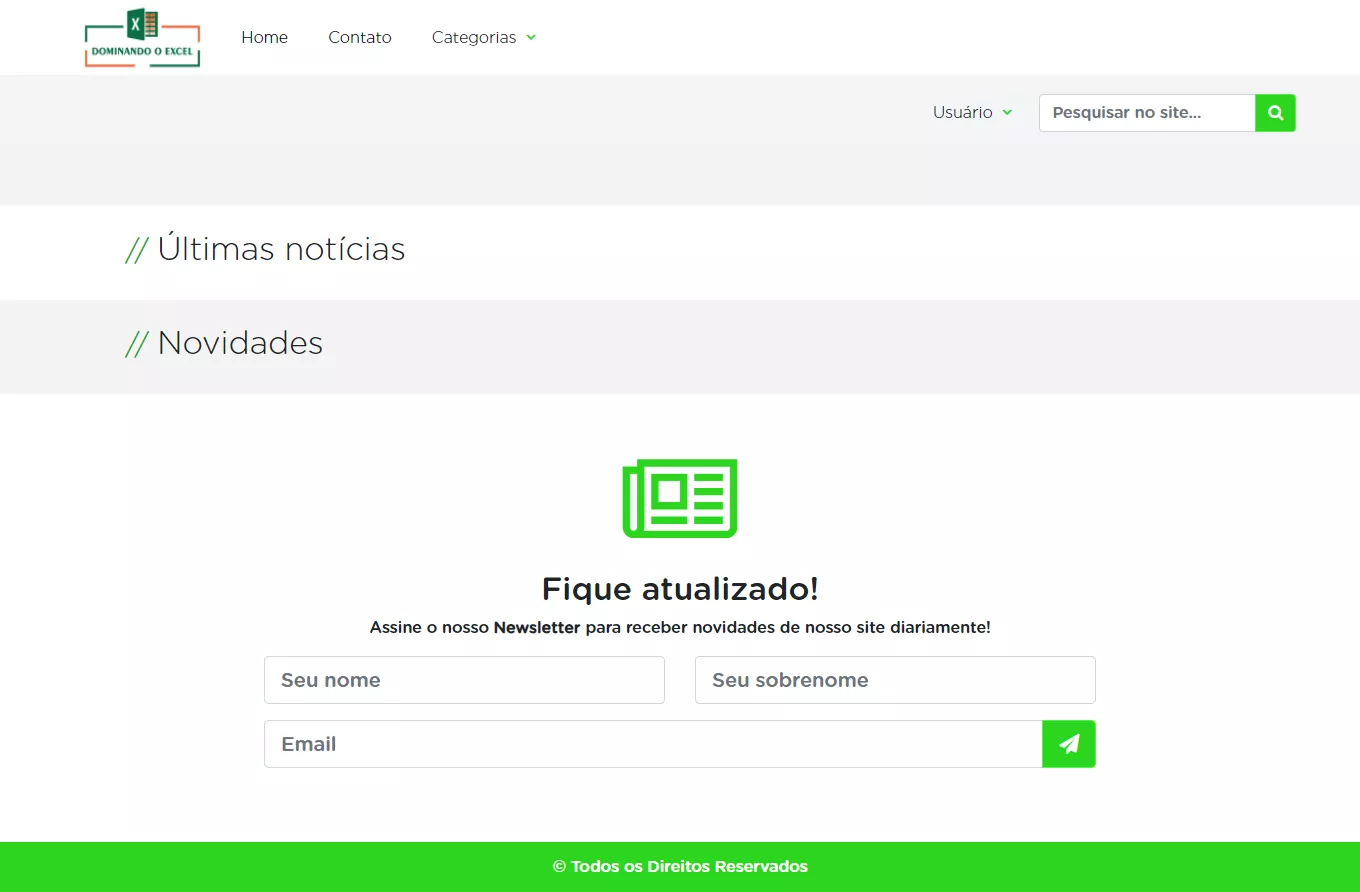 X
DOMINANDO O EXCEL
Home
Contato
Categorias
Usuário
Pesquisar no site...
// Últimas notícias
// Novidades
Fique atualizado!
Assine o nosso Newsletter para receber novidades de nosso site diariamente!
Seu nome
Seu sobrenome
Email
© Todos os Direitos Reservados